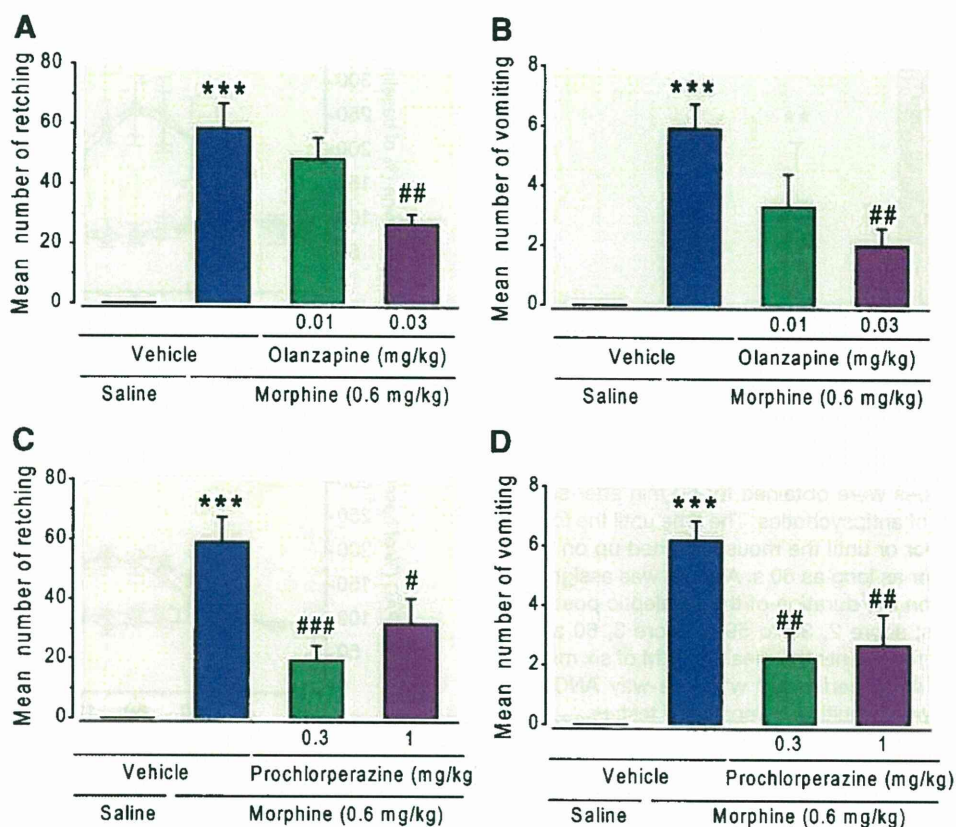 A
B
Mean number of retching
80
60
40
20
0
***
##
0.01
0.03
Vehicle
Olanzapine (mg/kg)
Saline
Morphine (0.6 mg/kg)
Mean number of vomiting
8
6
4
2
0
***
##
0.01
0.03
Vehicle
Olanzapine (mg/kg)
Saline
Morphine (0.6 mg/kg)
C
D
Mean number of retching
80
60
40
20
0
***
###
#
0.3
1
Vehicle
Prochlorperazine (mg/kg
Saline
Morphine (0.6 mg/kg)
Mean number of vomiting
8
6
4
2
0
***
##
##
0.3
1
Vehicle
Prochlorperazine (mg/kg)
Saline
Morphine (0.6 mg/kg)